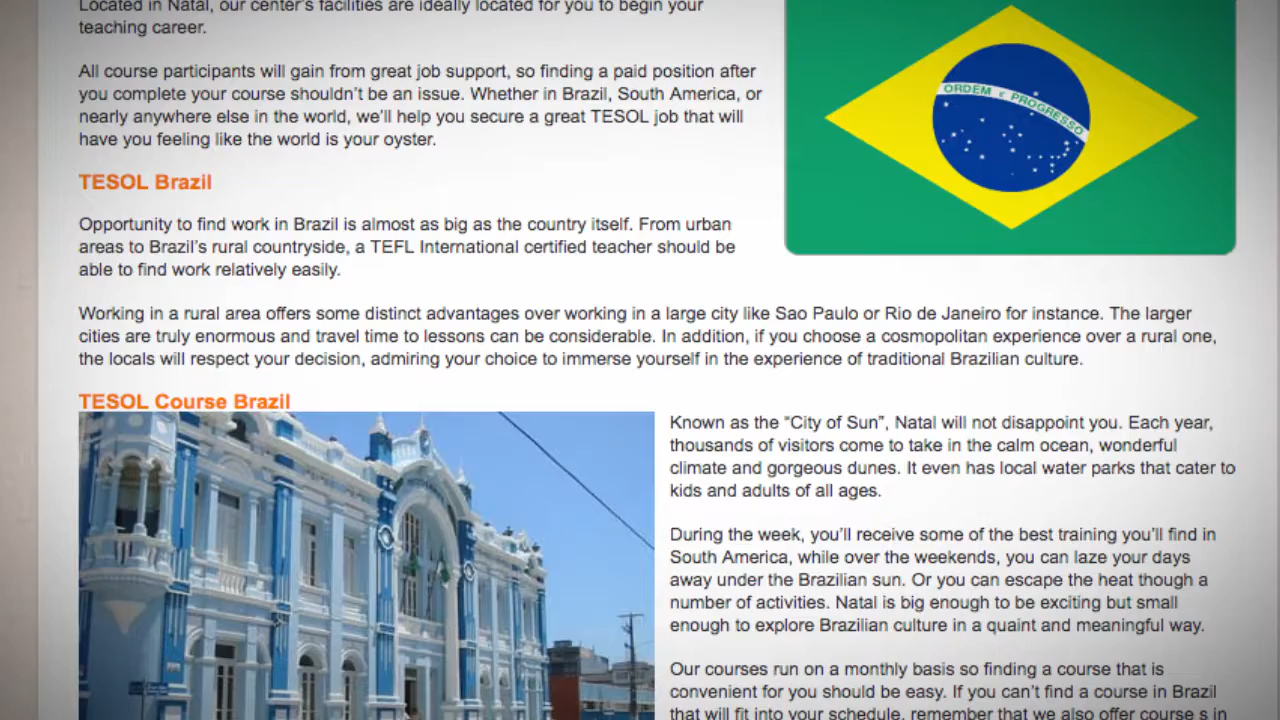 Located in Natal, our center's facilities are ideally located for you to begin your
teaching career.
All course participants will gain from great job support, so finding a paid position after
you complete your course shouldn't be an issue. Whether in Brazil, South America, or
nearly anywhere else in the world, we'll help you secure a great TESOL job that will
have you feeling like the world is your oyster.
ORDEM E PROGRESSO
TESOL Brazil
Opportunity to find work in Brazil is almost as big as the country itself. From urban
areas to Brazil's rural countryside, a TEFL International certified teacher should be
able to find work relatively easily.
Working in a rural area offers some distinct advantages over working in a large city like Sao Paulo or Rio de Janeiro for instance. The larger
cities are truly enormous and travel time to lessons can be considerable. In addition, if you choose a cosmopolitan experience over a rural one,
the locals will respect your decision, admiring your choice to immerse yourself in the experience of traditional Brazilian culture.
TESOL Course Brazil
Known as the "City of Sun", Natal will not disappoint you. Each year,
thousands of visitors come to take in the calm ocean, wonderful
climate and gorgeous dunes. It even has local water parks that cater to
kids and adults of all ages.
During the week, you'll receive some of the best training you'll find in
South America, while over the weekends, you can laze your days
away under the Brazilian sun. Or you can escape the heat though a
number of activities. Natal is big enough to be exciting but small
enough to explore Brazilian culture in a quaint and meaningful way.
Our courses run on a monthly basis so finding a course that is
convenient for you should be easy. If you can't find a course in Brazil
that will fit into your schedule, remember that we also offer course s in